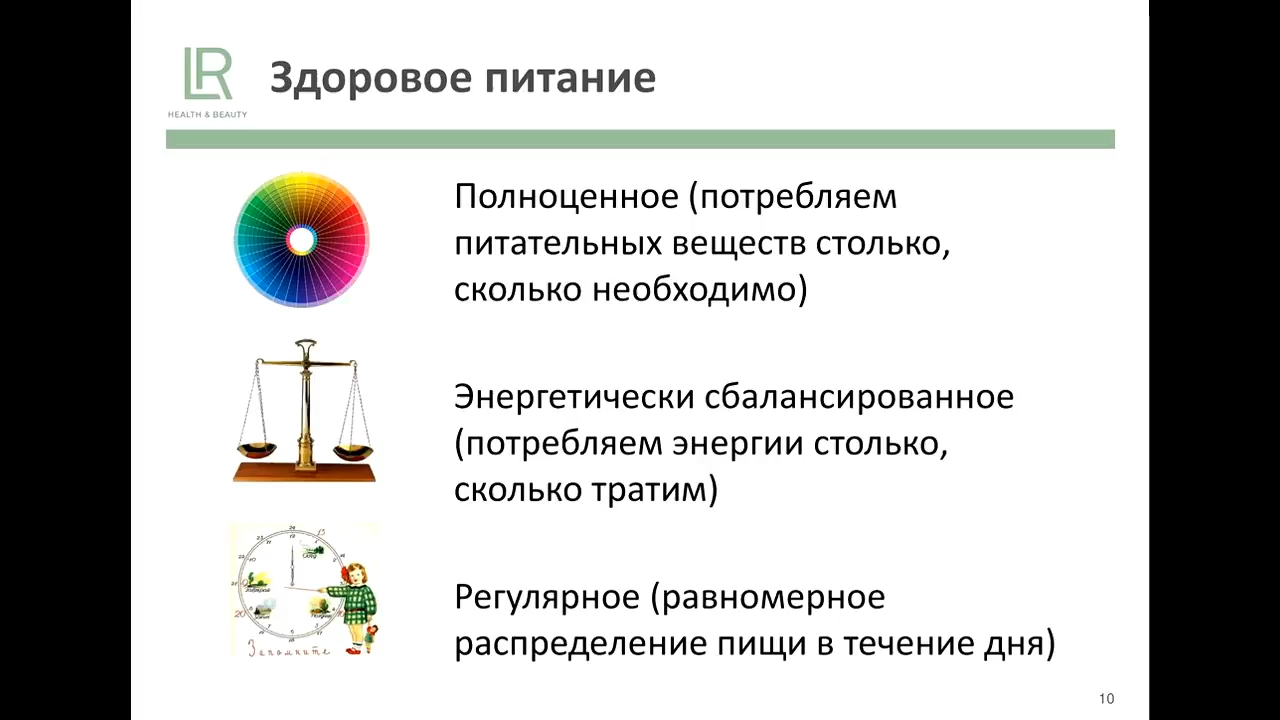 LR
HEALTH & BEAUTY
Здоровое питание
Полноценное (потребляем
питательных веществ столько,
сколько необходимо)
Энергетически сбалансированное
(потребляем энергии столько,
сколько тратим)
Регулярное (равномерное
распределение пищи в течение дня)
Запомните
10